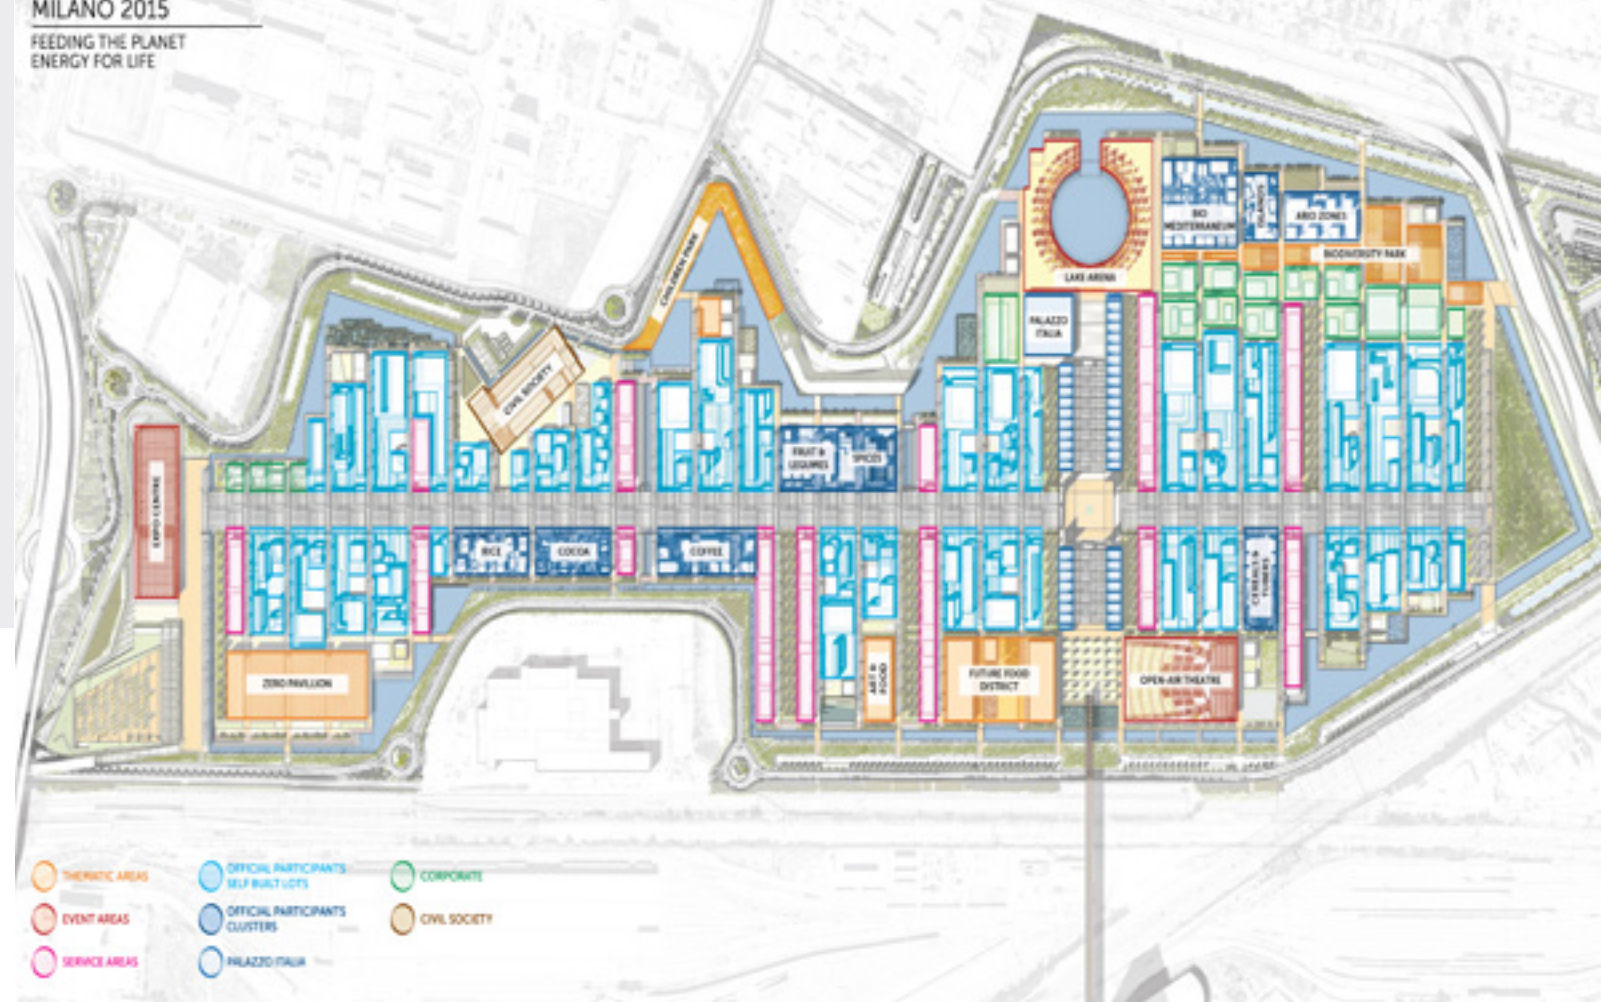 MILANO 2015
FEEDING THE PLANET
ENERGY FOR LIFE
CHILDREN PARK
LAKE ARENA
BIO
MEDITERRANEUM
ISLANDS
ARID ZONES
BIODIVERSITY PARK
PALAZZO
ITALIA
CIVIL SOCIETY
EXPO CENTRE
FRUIT &
LEGUMES
SPICES
RICE
COCOA
COFFEE
CEREALS &
TUBERS
ZERO PAVILLION
ART &
FOOD
FUTURE FOOD
DISTRICT
OPEN-AIR THEATRE
THEMATIC AREAS
EVENT AREAS
SERVICE AREAS
OFFICIAL PARTICIPANTS
SELF BUILT LOTS
OFFICIAL PARTICIPANTS
CLUSTERS
PALAZZO ITALIA
CORPORATE
CIVIL SOCIETY